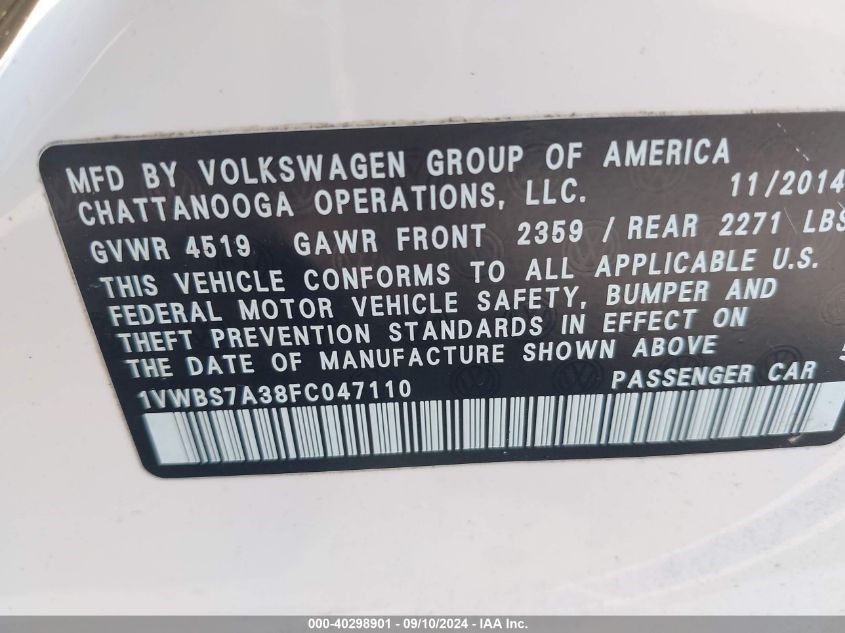 MFD BY VOLKSWAGEN GROUP OF AMERICA
CHATTANOOGA OPERATIONS, LLC. 11/2014
GVWR 4519 GAWR FRONT 2359 / REAR 2271 LBS
THIS VEHICLE CONFORMS TO ALL APPLICABLE U.S.
FEDERAL MOTOR VEHICLE SAFETY, BUMPER AND
THEFT PREVENTION STANDARDS IN EFFECT ON
THE DATE OF MANUFACTURE SHOWN ABOVE
1VWBS7A38FC047110 PASSENGER CAR
000-40298901 - 09/10/2024 - IAA Inc.